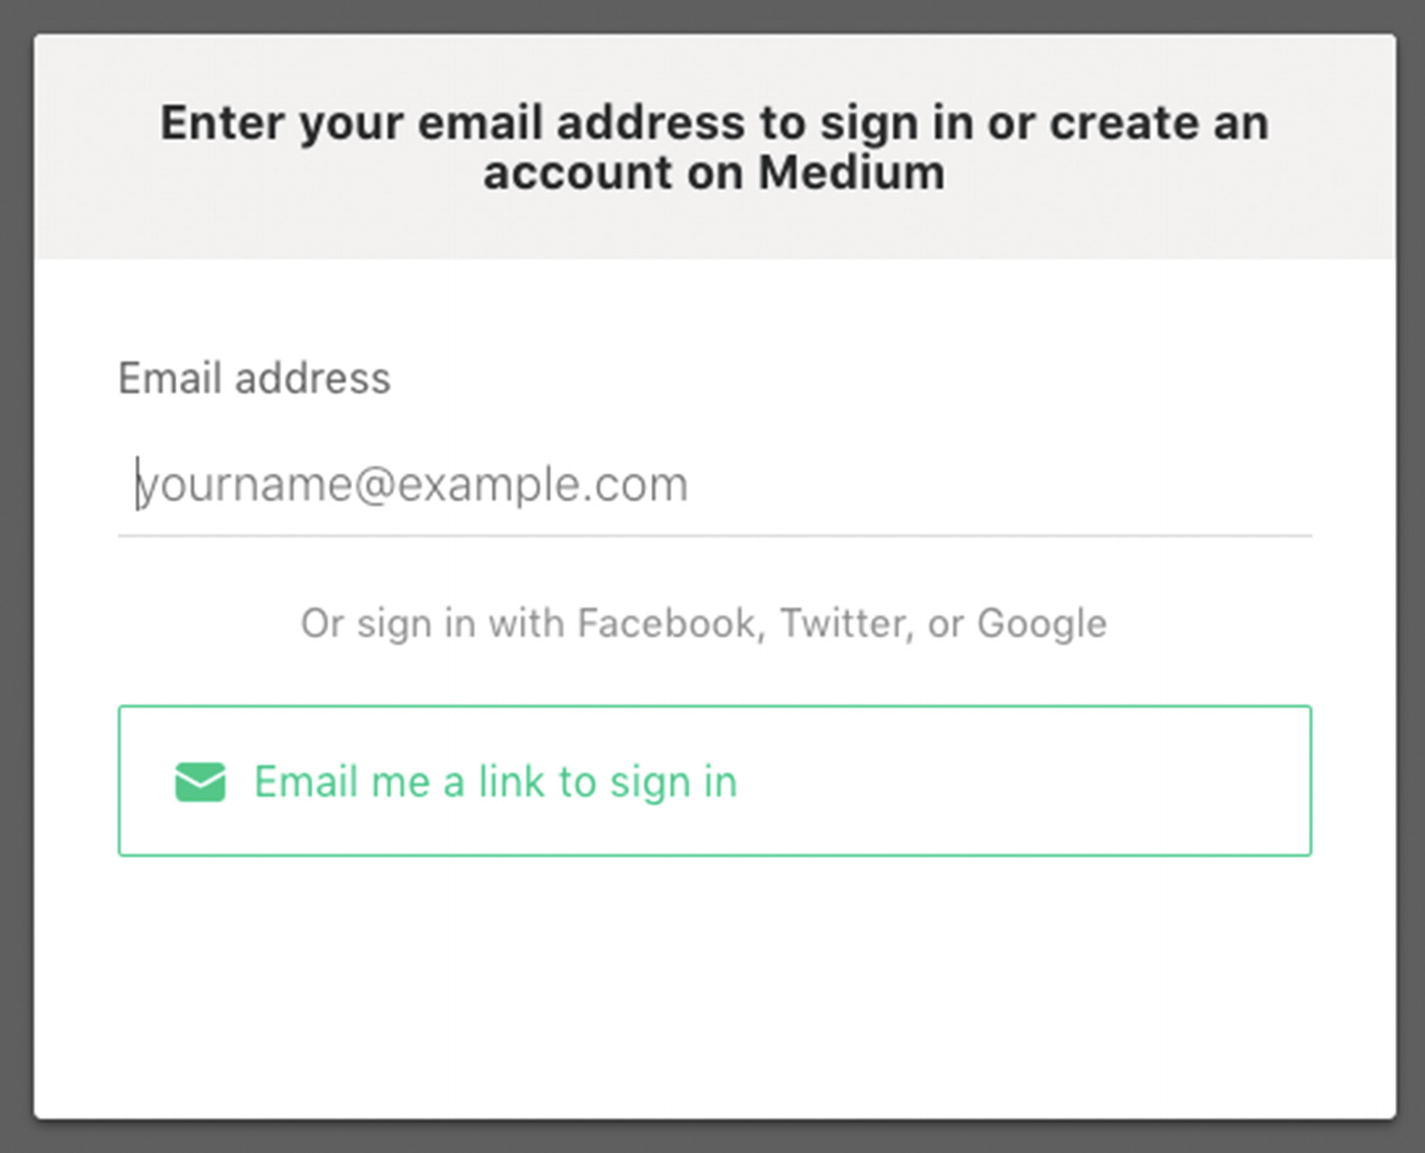 Enter your email address to sign in or create an
account on Medium
Email address
yourname@example.com
Or sign in with Facebook, Twitter, or Google
Email me a link to sign in